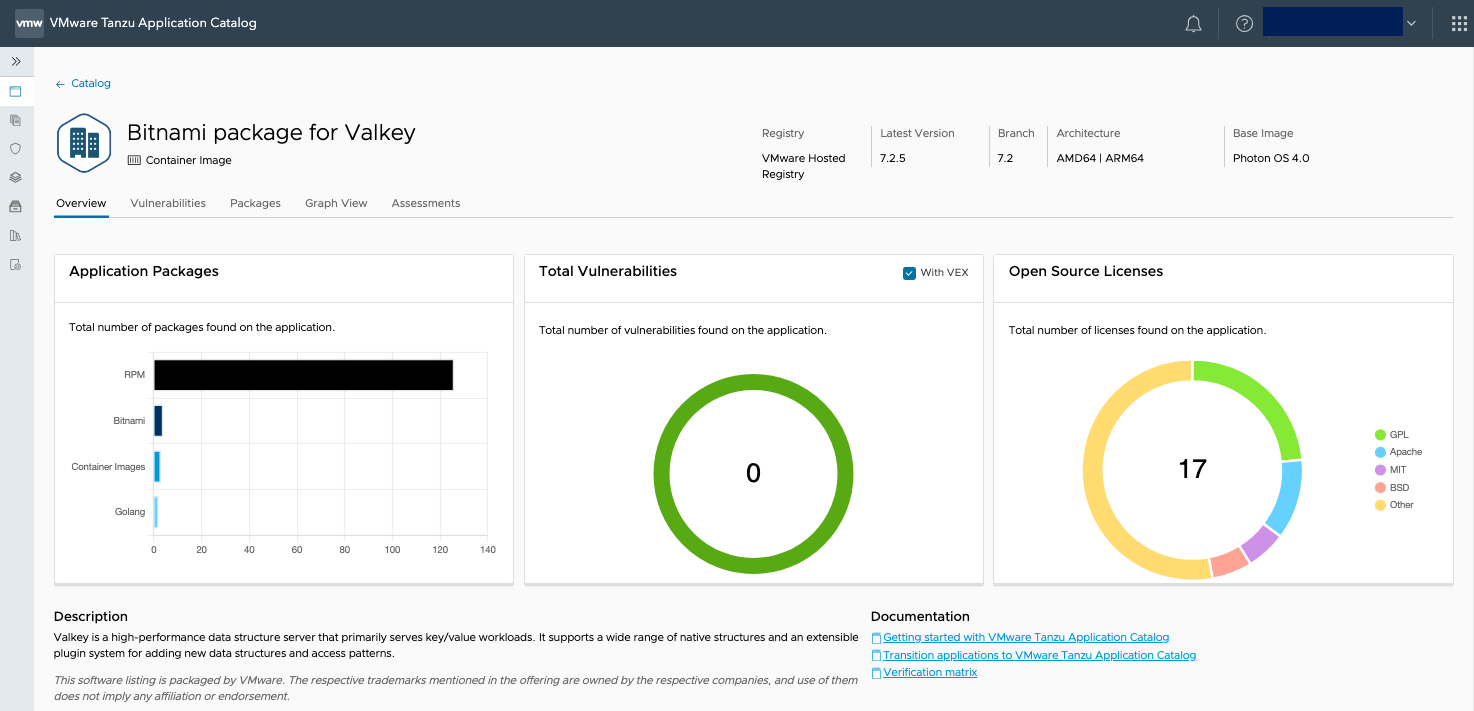 vmw VMware Tanzu Application Catalog
← Catalog
Bitnami package for Valkey
Container Image
Registry
VMware Hosted
Registry
Latest Version
7.2.5
Branch
7.2
Architecture
AMD64 | ARM64
Base Image
Photon OS 4.0
Overview Vulnerabilities Packages Graph View Assessments
Application Packages
Total number of packages found on the application.
RPM
Bitnami
Container Images
Golang
0 20 40 60 80 100 120 140
Total Vulnerabilities
With VEX
Total number of vulnerabilities found on the application.
0
Open Source Licenses
Total number of licenses found on the application.
17
GPL
Apache
MIT
BSD
Other
Description
Valkey is a high-performance data structure server that primarily serves key/value workloads. It supports a wide range of native structures and an extensible
plugin system for adding new data structures and access patterns.
This software listing is packaged by VMware. The respective trademarks mentioned in the offering are owned by the respective companies, and use of them
does not imply any affiliation or endorsement.
Documentation
Getting started with VMware Tanzu Application Catalog
Transition applications to VMware Tanzu Application Catalog
Verification matrix